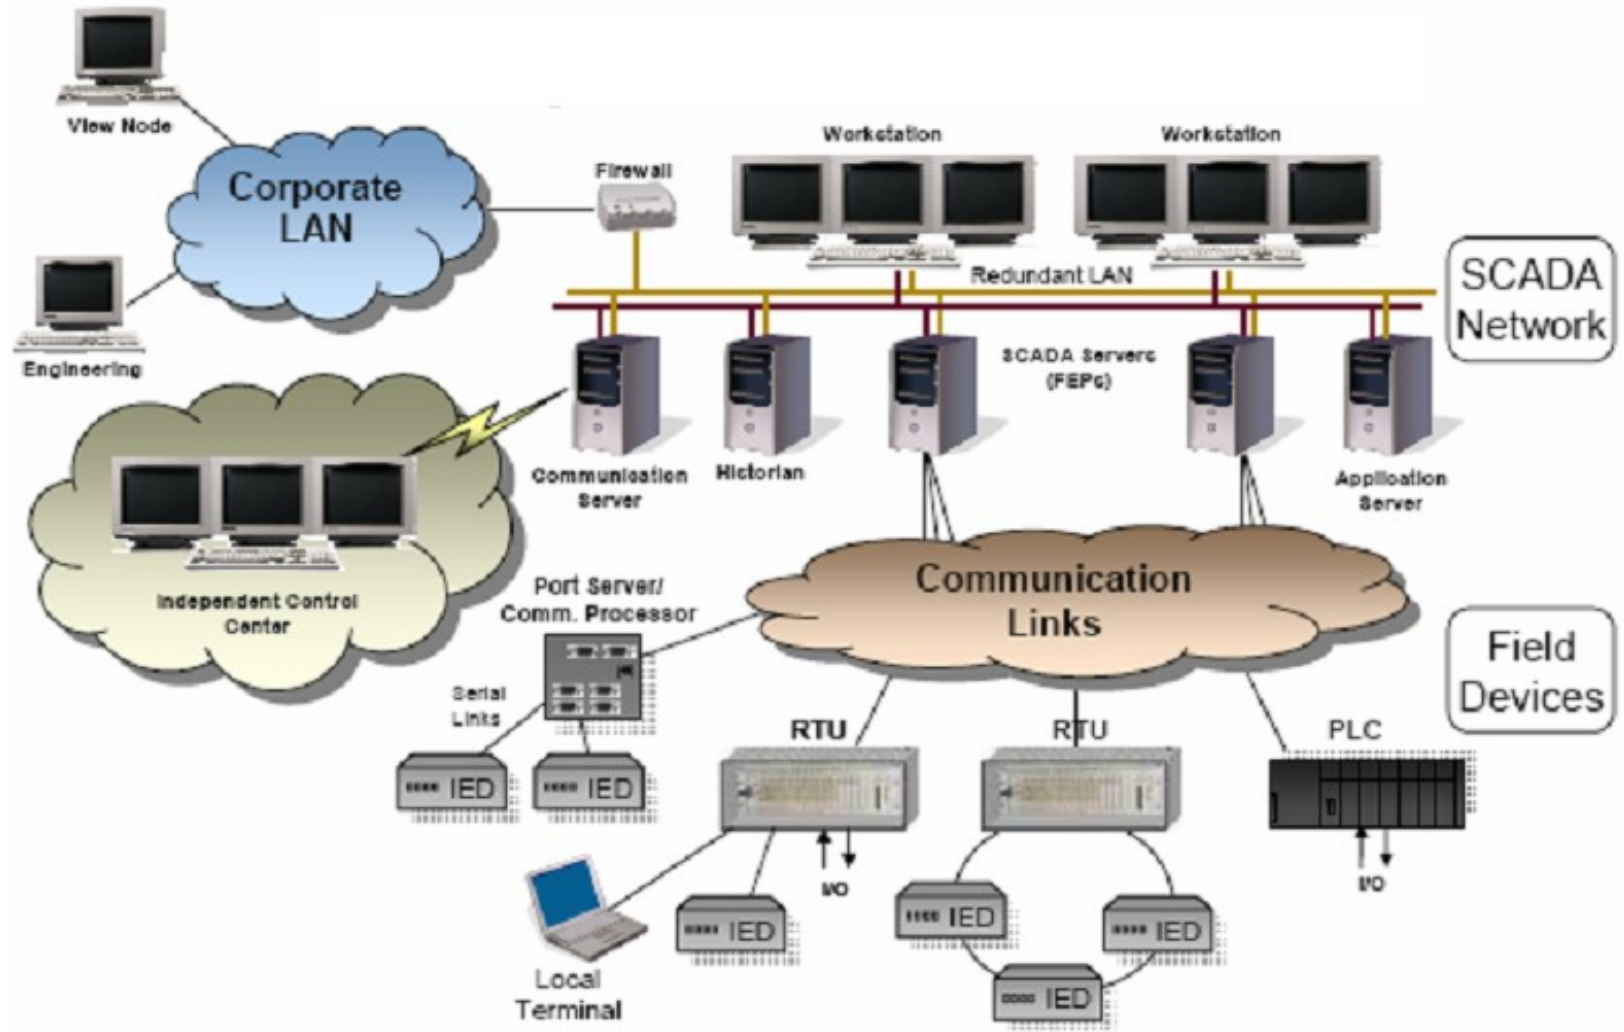 View Node
Corporate
LAN
Engineering
Firewall
Workstation
Workstation
Redundant LAN
SCADA
Network
SCADA Servers
(FEPs)
Communication
Server
Historian
Application
Server
Independent Control
Center
Port Server/
Comm. Processor
Communication
Links
Field
Devices
Serial
Links
RTU
RTU
PLC
IED
IED
I/O
I/O
IED
IED
IED
IED
Local
Terminal